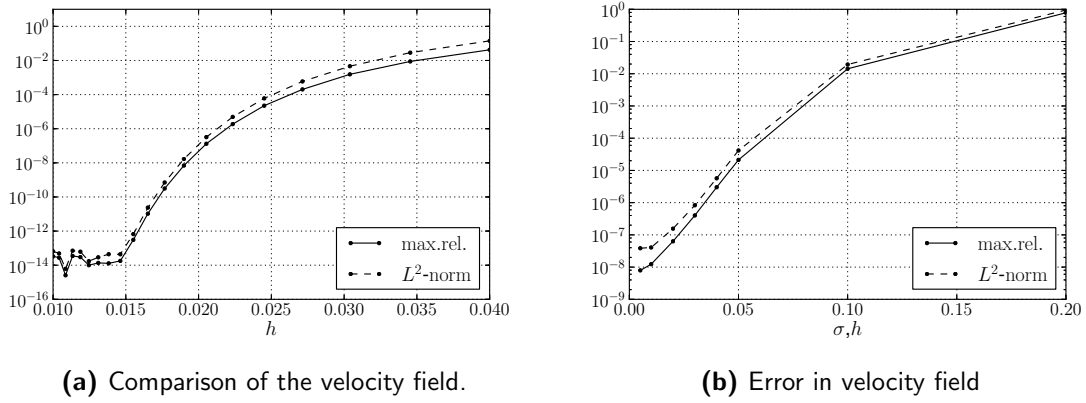 10^0
10^-2
10^-4
10^-6
10^-8
10^-10
10^-12
10^-14
10^-16
0.010 0.015 0.020 0.025 0.030 0.035 0.040
h
max.rel.
L^2-norm
(a) Comparison of the velocity field.
10^0
10^-1
10^-2
10^-3
10^-4
10^-5
10^-6
10^-7
10^-8
10^-9
0.00 0.05 0.10 0.15 0.20
σ,h
max.rel.
L^2-norm
(b) Error in velocity field